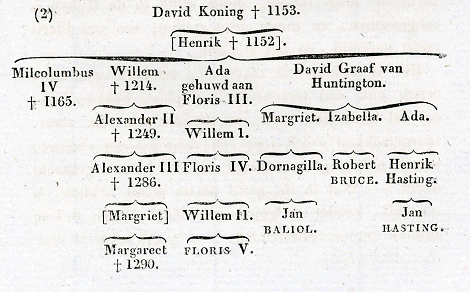 (2) David Koning † 1153.
[Henrik † 1152].
Milcolumbus Willem Ada David Graaf van
IV † 1214. gehuwd aan Huntington.
† 1165. Floris III.
Alexander II Margriet. Izabella. Ada.
† 1249. Willem I.
Alexander III Floris IV. Dornagilla. Robert Henrik
† 1286. BRUCE. Hasting.
[Margriet] Willem II. Jan Jan
BALIOL. HASTING.
Margareet FLORIS V.
† 1290.